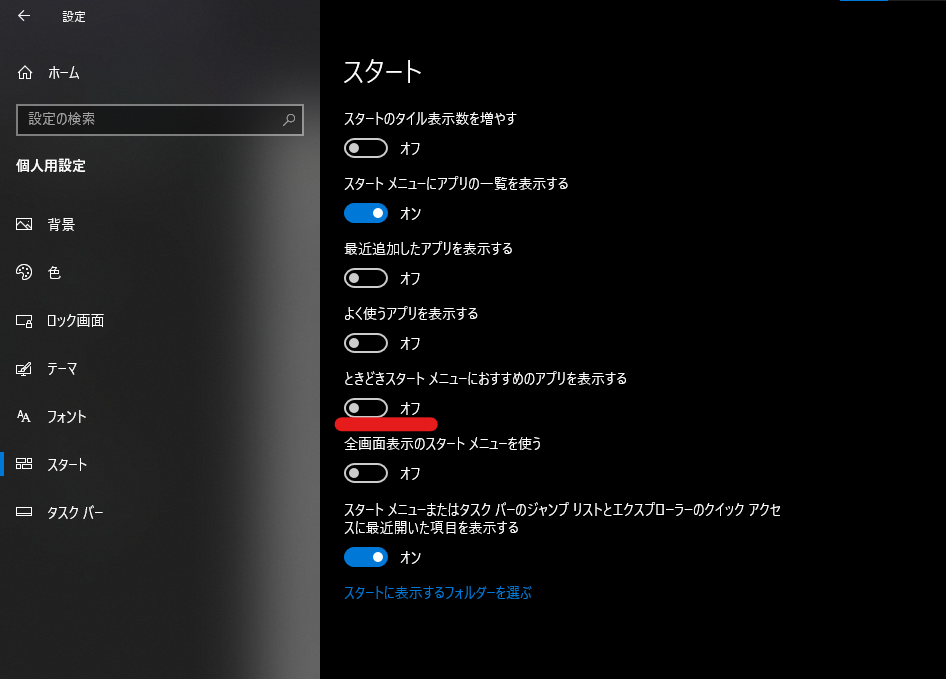 設定
ホーム
設定の検索
個人用設定
背景
色
ロック画面
テーマ
フォント
スタート
タスク バー
スタート
スタートのタイル表示数を増やす
オフ
スタート メニューにアプリの一覧を表示する
オン
最近追加したアプリを表示する
オフ
よく使うアプリを表示する
オフ
ときどきスタート メニューにおすすめのアプリを表示する
オフ
全画面表示のスタート メニューを使う
オフ
スタート メニューまたはタスク バーのジャンプ リストとエクスプローラーのクイック アクセ
スに最近開いた項目を表示する
オン
スタートに表示するフォルダーを選ぶ